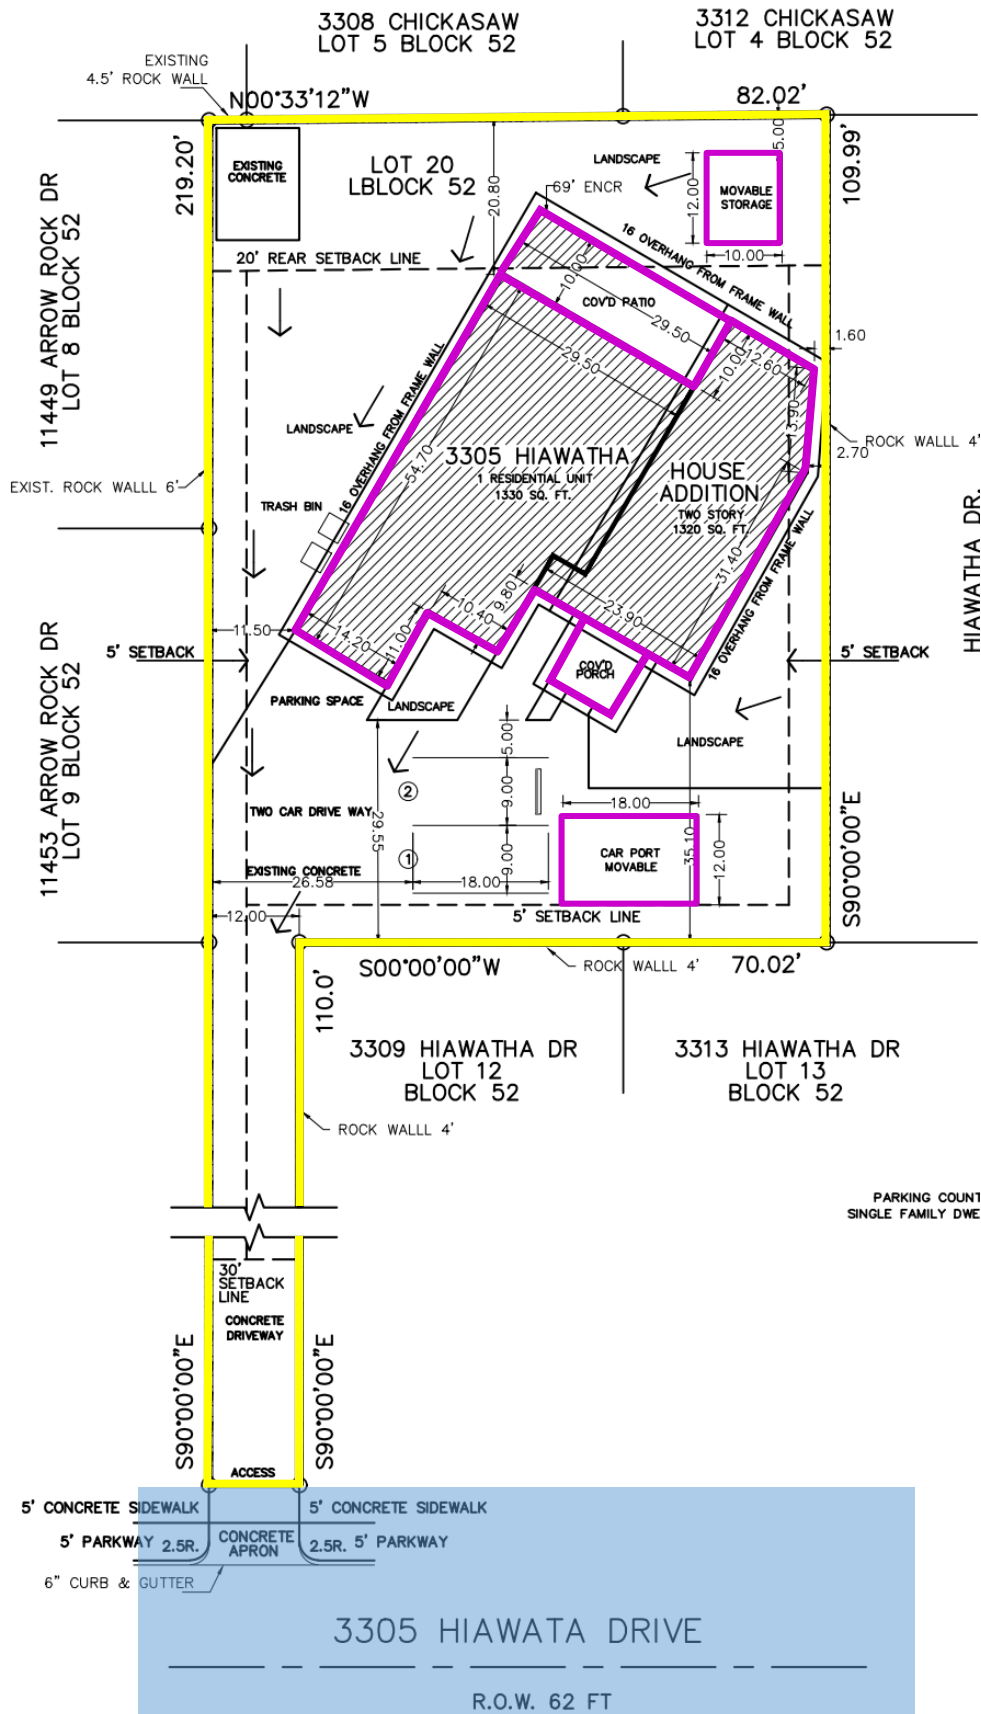 3308 CHICKASAW
LOT 5 BLOCK 52
3312 CHICKASAW
LOT 4 BLOCK 52
EXISTING
4.5' ROCK WALL
N00°33'12"W
82.02'
219.20'
109.99'
EXISTING
CONCRETE
LOT 20
LBLOCK 52
20.80
LANDSCAPE
5.00
12.00
MOVABLE
STORAGE
10.00
69' ENCR
16 OVERHANG FROM FRAME WALL
20' REAR SETBACK LINE
11449 ARROW ROCK DR
LOT 8 BLOCK 52
10.00
COV'D PATIO
29.50
29.50
10.00
12.60
1.60
13.90
16 OVERHANG FROM FRAME WALL
LANDSCAPE
54.70
3305 HIAWATHA
1 RESIDENTIAL UNIT
1330 SQ. FT.
HOUSE
ADDITION
TWO STORY
1320 SQ. FT.
ROCK WALLL 4'
2.70
EXIST. ROCK WALLL 6'
TRASH BIN
31.40
16 OVERHANG FROM FRAME WALL
HIAWATHA DR.
11453 ARROW ROCK DR
LOT 9 BLOCK 52
11.50
14.20
11.00
10.40
9.80
23.90
5' SETBACK
5' SETBACK
COV'D
PORCH
PARKING SPACE
LANDSCAPE
LANDSCAPE
5.00
9.00
9.00
2
1
TWO CAR DRIVE WAY
29.55
18.00
CAR PORT
MOVABLE
35.10
12.00
EXISTING CONCRETE
26.58
18.00
12.00
5' SETBACK LINE
S90°00'00"E
S00°00'00"W
ROCK WALLL 4'
70.02'
110.0'
3309 HIAWATHA DR
LOT 12
BLOCK 52
3313 HIAWATHA DR
LOT 13
BLOCK 52
ROCK WALLL 4'
PARKING COUNT
SINGLE FAMILY DWE
30'
SETBACK
LINE
CONCRETE
DRIVEWAY
S90°00'00"E
S90°00'00"E
ACCESS
5' CONCRETE SIDEWALK
5' CONCRETE SIDEWALK
5' PARKWAY
2.5R.
CONCRETE
APRON
2.5R.
5' PARKWAY
6" CURB & GUTTER
3305 HIAWATA DRIVE
R.O.W. 62 FT